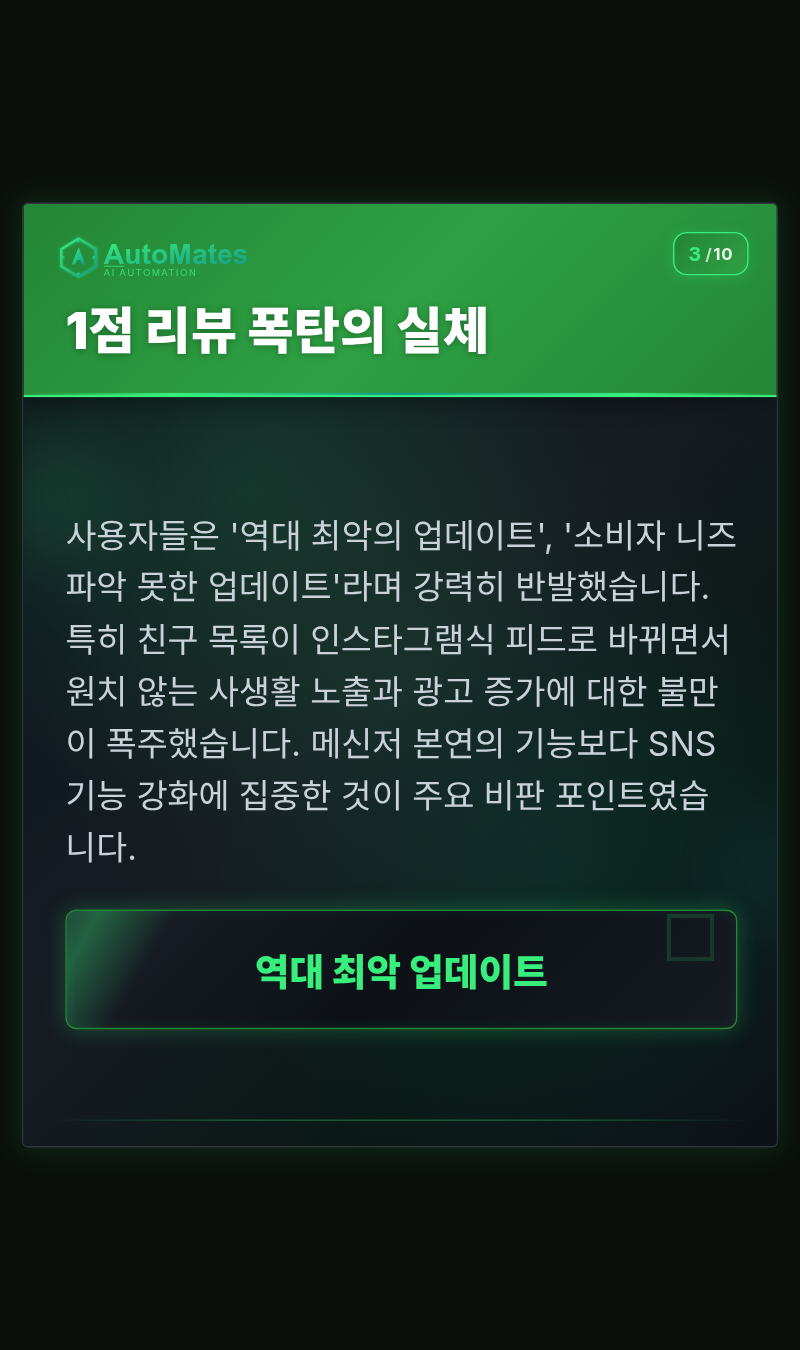 AutoMates
AI AUTOMATION
3 / 10
1점 리뷰 폭탄의 실체
사용자들은 '역대 최악의 업데이트', '소비자 니즈
파악 못한 업데이트'라며 강력히 반발했습니다.
특히 친구 목록이 인스타그램식 피드로 바뀌면서
원치 않는 사생활 노출과 광고 증가에 대한 불만
이 폭주했습니다. 메신저 본연의 기능보다 SNS
기능 강화에 집중한 것이 주요 비판 포인트였습
니다.
역대 최악 업데이트